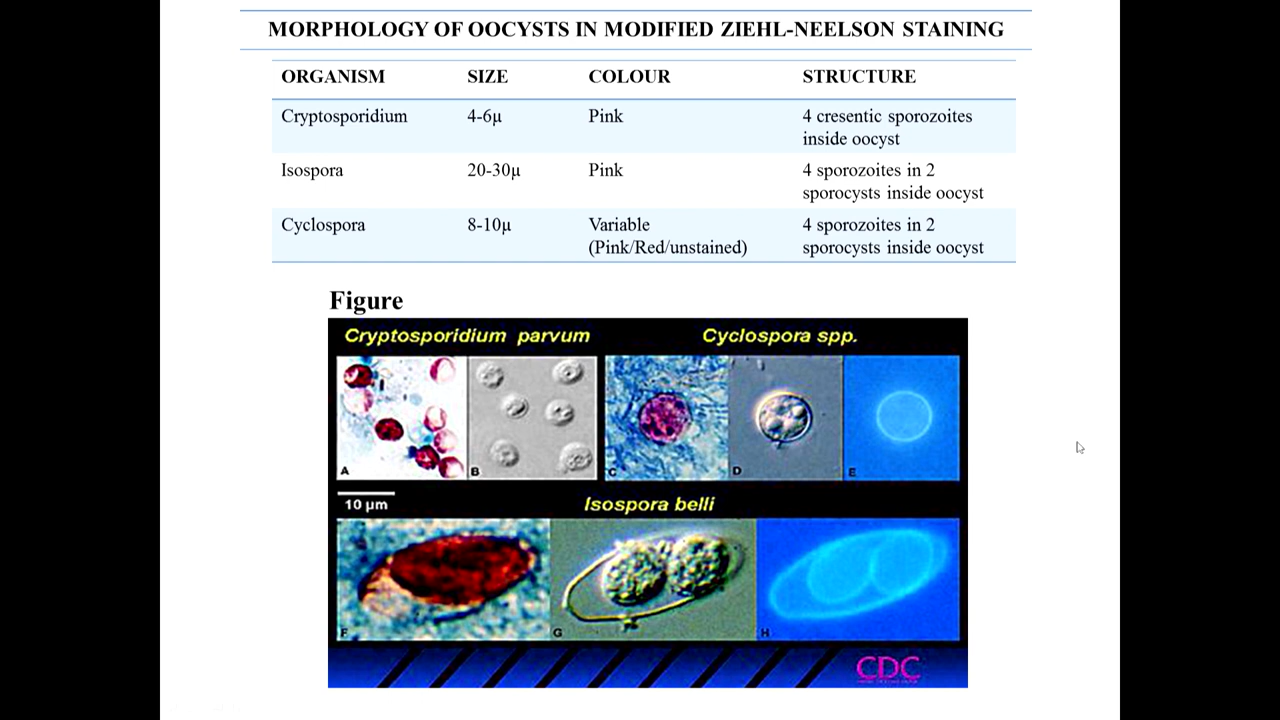 MORPHOLOGY OF OOCYSTS IN MODIFIED ZIEHL-NEELSON STAINING
ORGANISM SIZE COLOUR STRUCTURE
Cryptosporidium 4-6µ Pink 4 cresentic sporozoites
inside oocyst
Isospora 20-30µ Pink 4 sporozoites in 2
sporocysts inside oocyst
Cyclospora 8-10µ Variable 4 sporozoites in 2
(Pink/Red/unstained) sporocysts inside oocyst
Figure
Cryptosporidium parvum Cyclospora spp.
A B C D E
10 µm Isospora belli
F G H
CDC